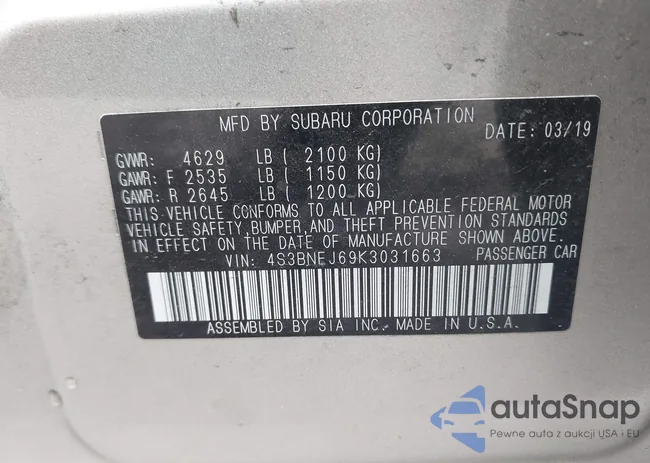 MFD BY SUBARU CORPORATION
DATE: 03/19
GVWR: 4629 LB ( 2100 KG)
GAWR: F 2535 LB ( 1150 KG)
GAWR: R 2645 LB ( 1200 KG)
THIS VEHICLE CONFORMS TO ALL APPLICABLE FEDERAL MOTOR
VEHICLE SAFETY,BUMPER,AND THEFT PREVENTION STANDARDS
IN EFFECT ON THE DATE OF MANUFACTURE SHOWN ABOVE.
VIN: 4S3BNEJ69K3031663 PASSENGER CAR
ASSEMBLED BY SIA INC. MADE IN U.S.A.
autoSnap
Pewne auta z aukcji USA i EU